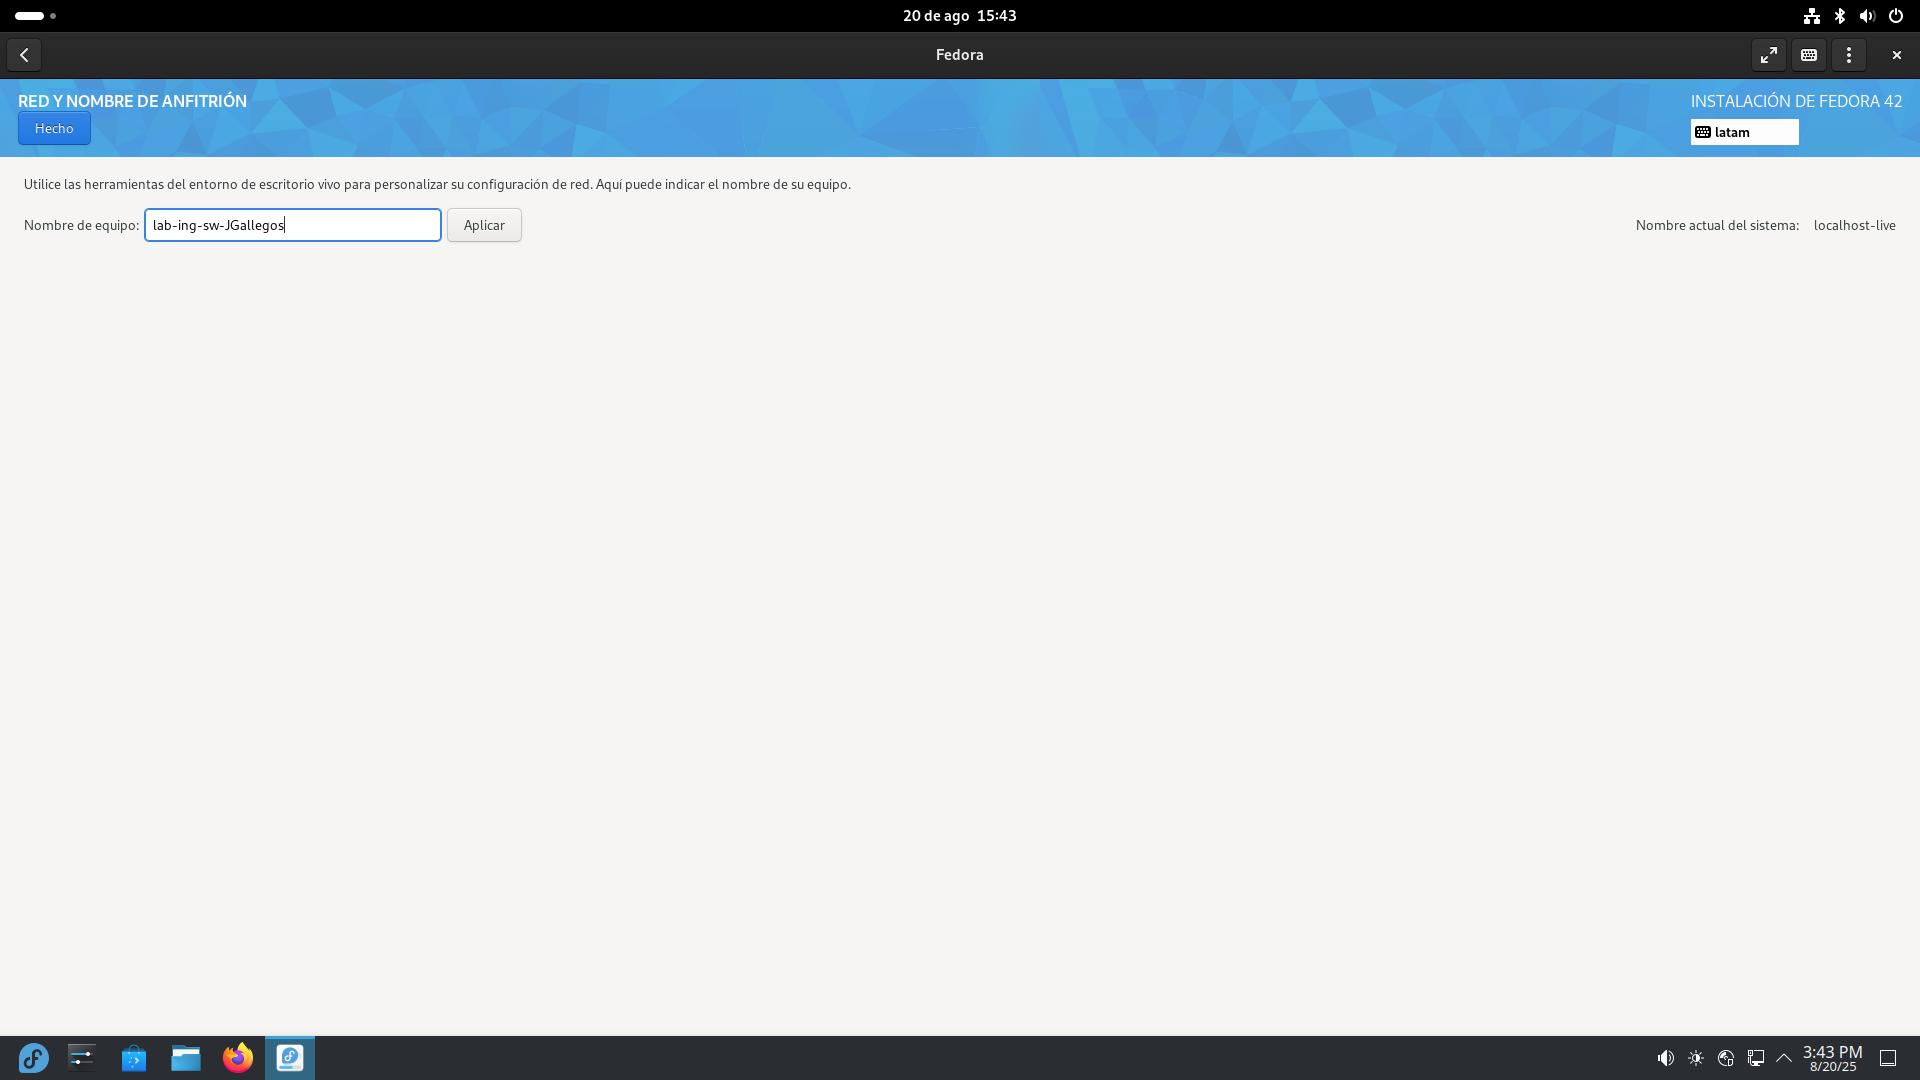 20 de ago 15:43
Fedora
RED Y NOMBRE DE ANFITRIÓN
INSTALACIÓN DE FEDORA 42
Hecho
latam
Utilice las herramientas del entorno de escritorio vivo para personalizar su configuración de red. Aquí puede indicar el nombre de su equipo.
Nombre de equipo: lab-ing-sw-JGallegos Aplicar Nombre actual del sistema: localhost-live
3:43 PM
8/20/25